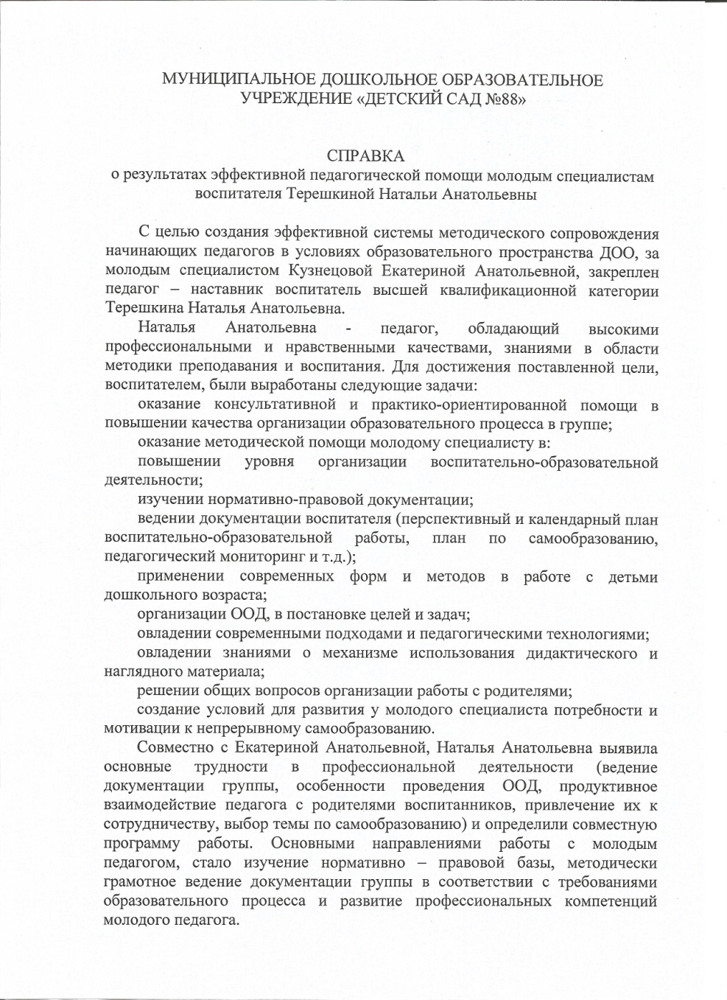 МУНИЦИПАЛЬНОЕ ДОШКОЛЬНОЕ ОБРАЗОВАТЕЛЬНОЕ
УЧРЕЖДЕНИЕ «ДЕТСКИЙ САД №88»
СПРАВКА
о результатах эффективной педагогической помощи молодым специалистам
воспитателя Терешкиной Натальи Анатольевны
С целью создания эффективной системы методического сопровождения
начинающих педагогов в условиях образовательного пространства ДОО, за
молодым специалистом Кузнецовой Екатериной Анатольевной, закреплен
педагог – наставник воспитатель высшей квалификационной категории
Терешкина Наталья Анатольевна.
Наталья Анатольевна - педагог, обладающий высокими
профессиональными и нравственными качествами, знаниями в области
методики преподавания и воспитания. Для достижения поставленной цели,
воспитателем, были выработаны следующие задачи:
оказание консультативной и практико-ориентированной помощи в
повышении качества организации образовательного процесса в группе;
оказание методической помощи молодому специалисту в:
повышении уровня организации воспитательно-образовательной
деятельности;
изучении нормативно-правовой документации;
ведении документации воспитателя (перспективный и календарный план
воспитательно-образовательной работы, план по самообразованию,
педагогический мониторинг и т.д.);
применении современных форм и методов в работе с детьми
дошкольного возраста;
организации ООД, в постановке целей и задач;
овладении современными подходами и педагогическими технологиями;
овладении знаниями о механизме использования дидактического и
наглядного материала;
решении общих вопросов организации работы с родителями;
создание условий для развития у молодого специалиста потребности и
мотивации к непрерывному самообразованию.
Совместно с Екатериной Анатольевной, Наталья Анатольевна выявила
основные трудности в профессиональной деятельности (ведение
документации группы, особенности проведения ООД, продуктивное
взаимодействие педагога с родителями воспитанников, привлечение их к
сотрудничеству, выбор темы по самообразованию) и определили совместную
программу работы. Основными направлениями работы с молодым
педагогом, стало изучение нормативно – правовой базы, методически
грамотное ведение документации группы в соответствии с требованиями
образовательного процесса и развитие профессиональных компетенций
молодого педагога.